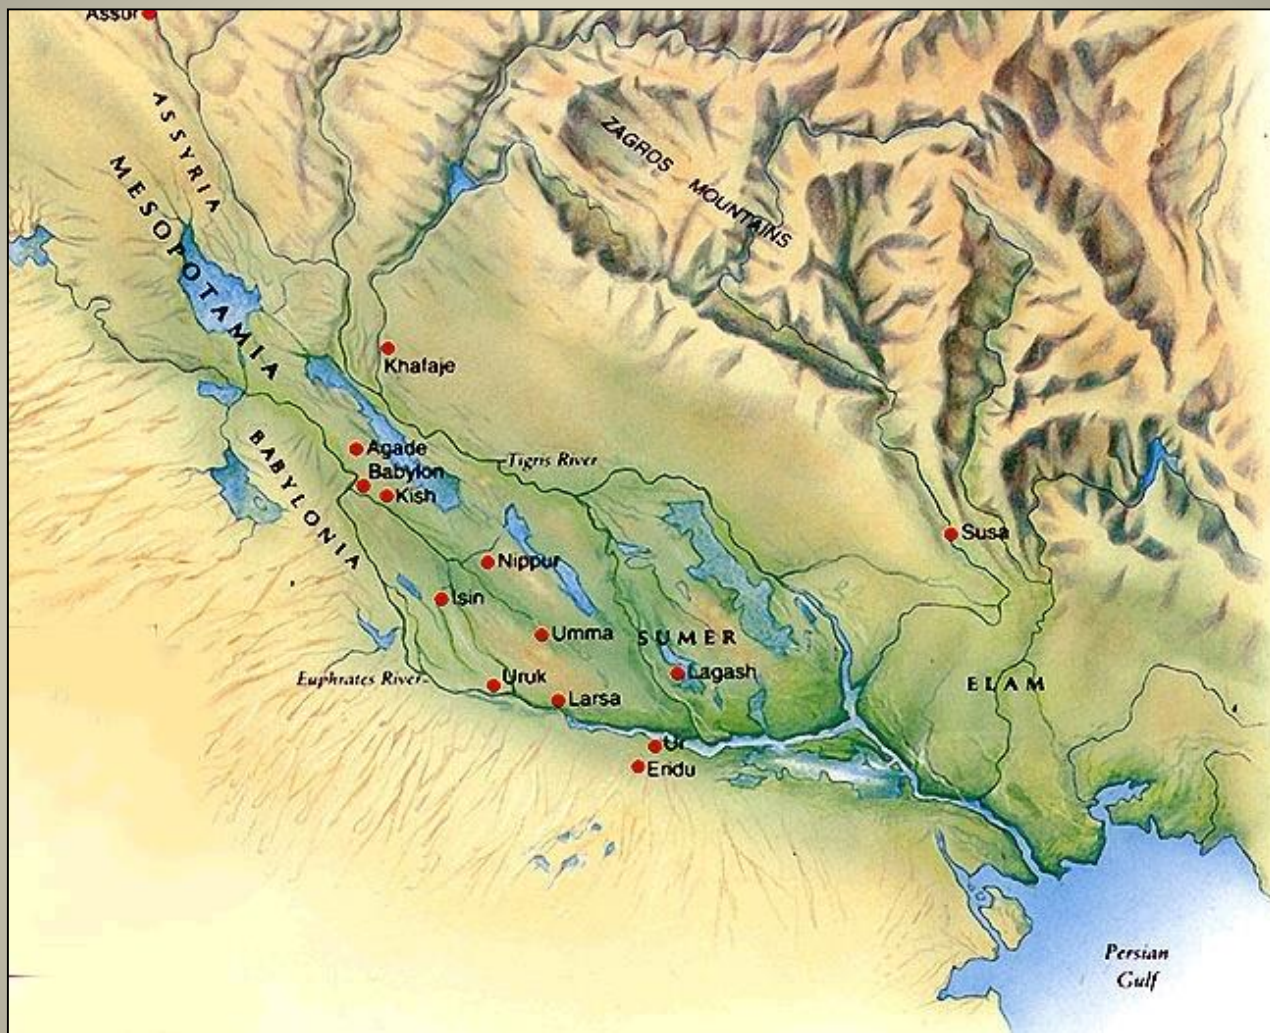 Assur
ASSYRIA
MESOPOTAMIA
ZAGROS MOUNTAINS
Khafaje
BABYLONIA
Agade
Babylon
Kish
Tigris River
Susa
Nippur
Isin
Umma
SUMER
Lagash
Euphrates River
Uruk
Larsa
ELAM
Ur
Eridu
Persian
Gulf